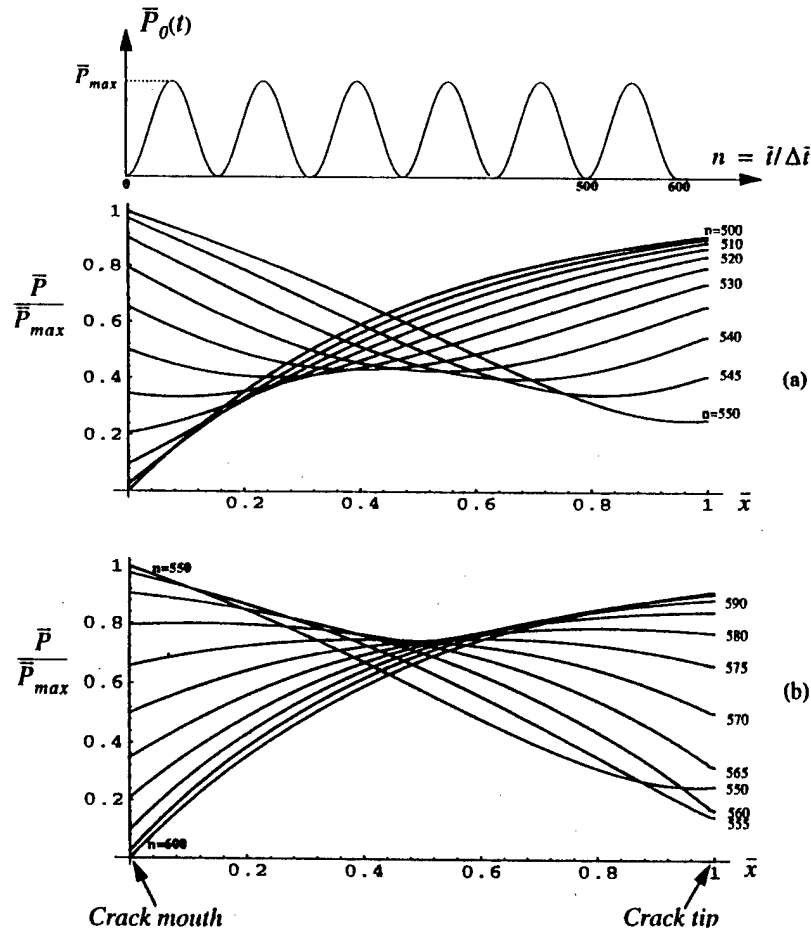 P̄₀(t)
P̄max
n = t̄/Δt̄
0 500 600
1
0.8
0.6
0.4
0.2
P̄
P̄max
n=500
510
520
530
540
545
n=550
(a)
0.2 0.4 0.6 0.8 1 x̄
1
0.8
0.6
0.4
0.2
P̄
P̄max
n=550
n=600
590
580
575
570
565
550
560
555
(b)
0.2 0.4 0.6 0.8 1 x̄
Crack mouth Crack tip